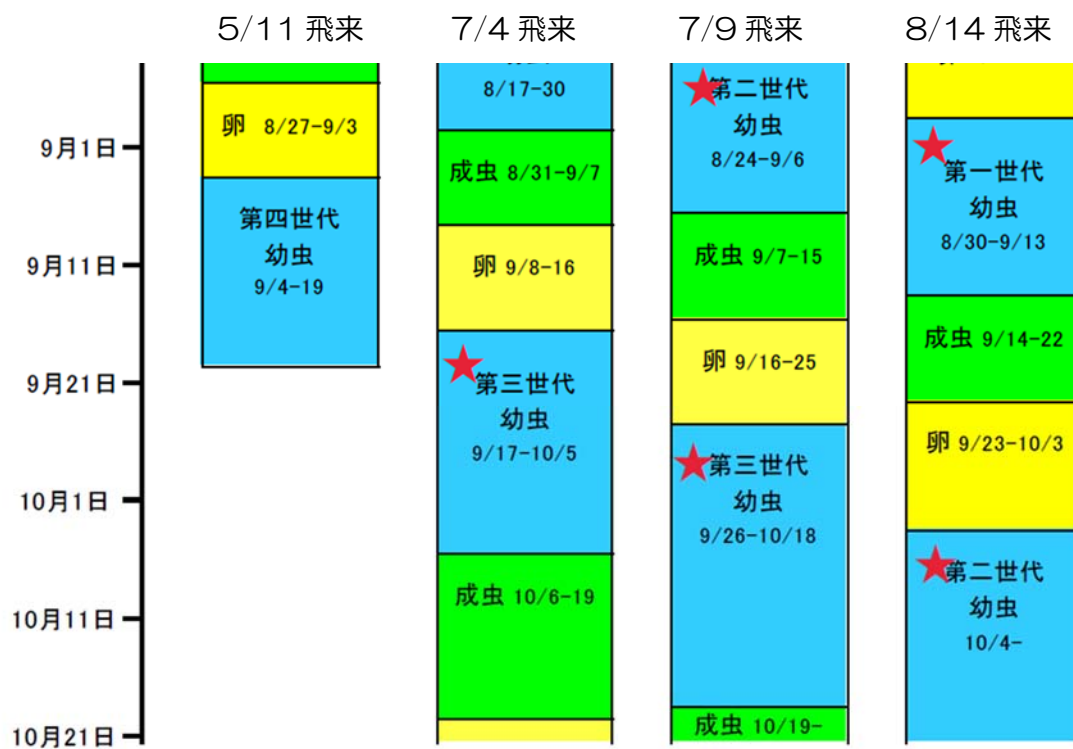 5/11 飛来
7/4 飛来
7/9 飛来
8/14 飛来
9月1日
9月11日
9月21日
10月1日
10月11日
10月21日
卵 8/27-9/3
第四世代
幼虫
9/4-19
8/17-30
成虫 8/31-9/7
卵 9/8-16
第三世代
幼虫
9/17-10/5
成虫 10/6-19
第二世代
幼虫
8/24-9/6
成虫 9/7-15
卵 9/16-25
第三世代
幼虫
9/26-10/18
成虫 10/19-
第一世代
幼虫
8/30-9/13
成虫 9/14-22
卵 9/23-10/3
第二世代
幼虫
10/4-